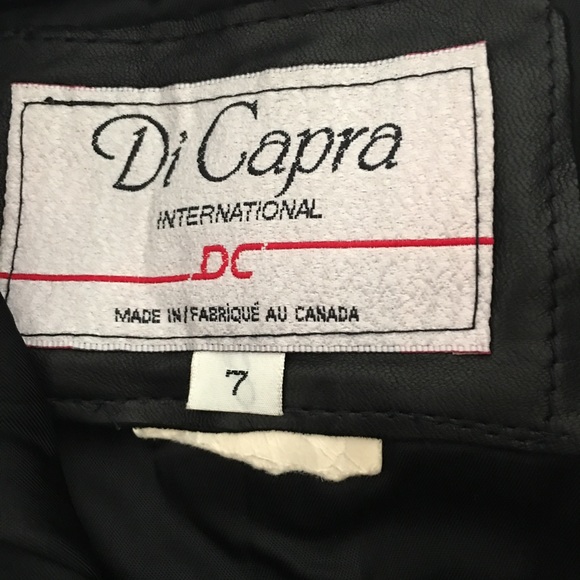 Di Capra
INTERNATIONAL
DC
MADE IN/FABRIQUÉ AU CANADA
7